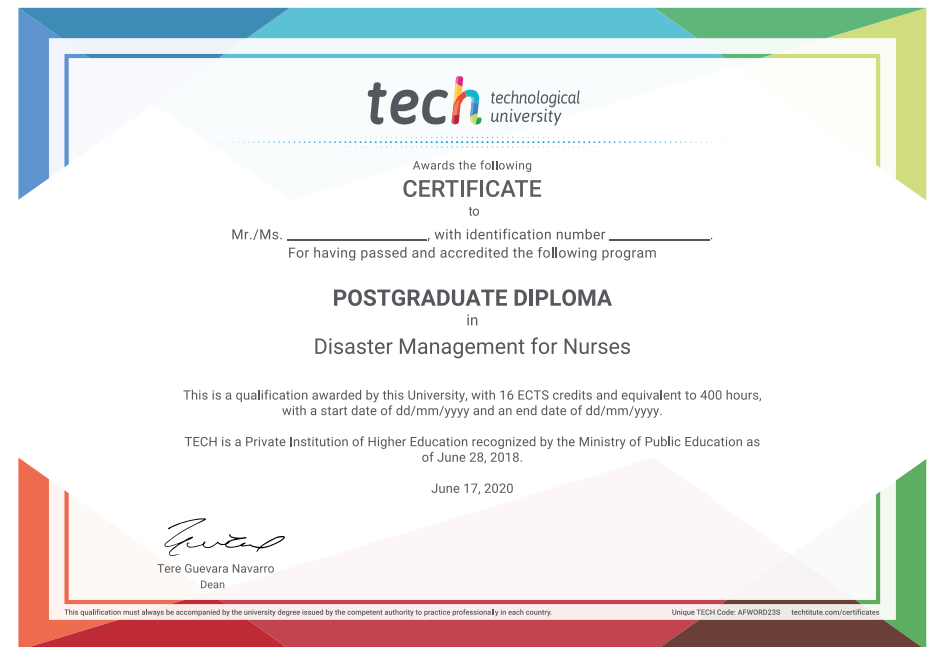 tech technological
university
Awards the following
CERTIFICATE
to
Mr./Ms. ____________________, with identification number ______________.
For having passed and accredited the following program
POSTGRADUATE DIPLOMA
in
Disaster Management for Nurses
This is a qualification awarded by this University, with 16 ECTS credits and equivalent to 400 hours,
with a start date of dd/mm/yyyy and an end date of dd/mm/yyyy.
TECH is a Private Institution of Higher Education recognized by the Ministry of Public Education as
of June 28, 2018.
June 17, 2020
Tere Guevara Navarro
Dean
This qualification must always be accompanied by the university degree issued by the competent authority to practice professionally in each country.
Unique TECH Code: AFWORD23S techtitute.com/certificates